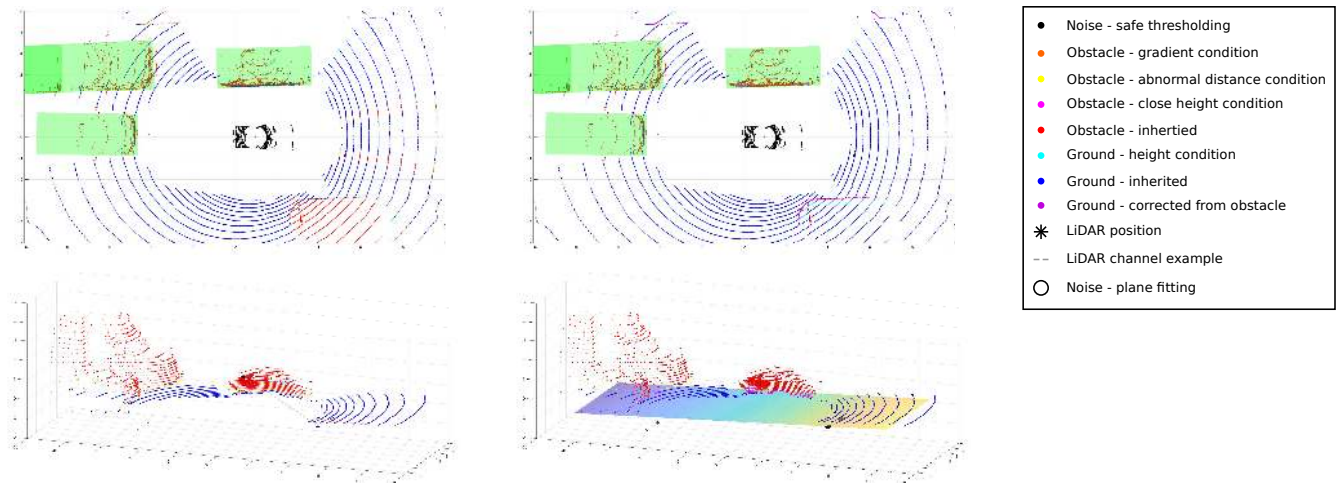 Noise - safe thresholding
Obstacle - gradient condition
Obstacle - abnormal distance condition
Obstacle - close height condition
Obstacle - inhertied
Ground - height condition
Ground - inherited
Ground - corrected from obstacle
LiDAR position
LiDAR channel example
Noise - plane fitting